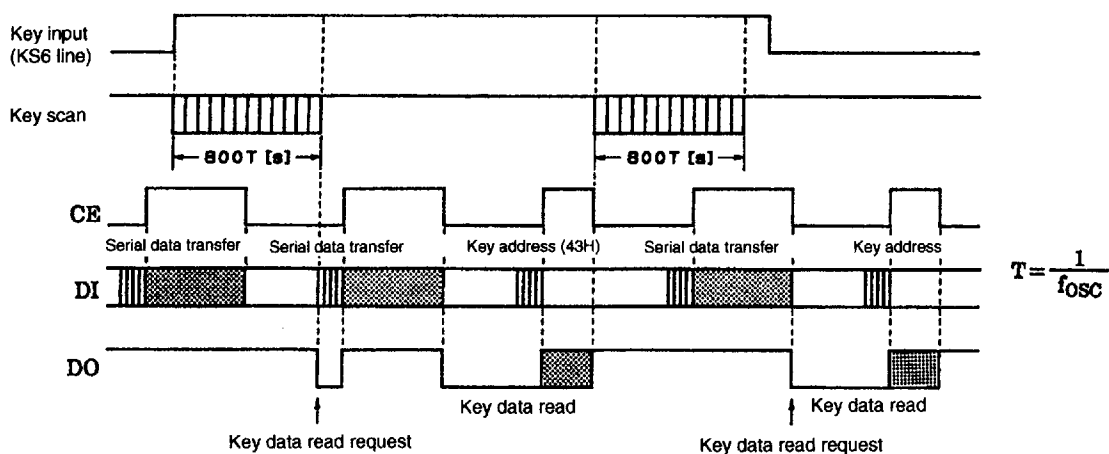 Key input
(KS6 line)
Key scan
800T [s]
800T [s]
CE
Serial data transfer
Serial data transfer
Key address (43H)
Serial data transfer
Key address
DI
T=1/fOSC
DO
Key data read
Key data read
Key data read request
Key data read request